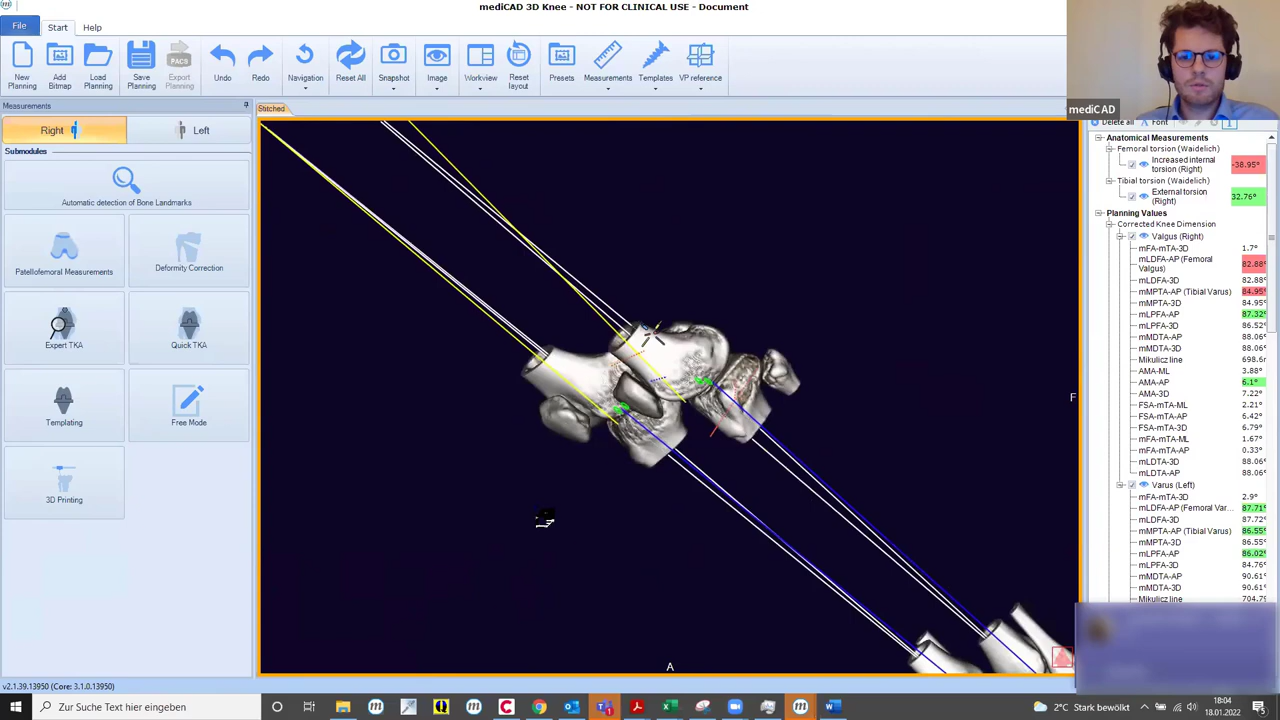 mediCAD 3D Knee - NOT FOR CLINICAL USE - Document
File
Start
Help
New Planning
Add Bitmap
Load Planning
Save Planning
PACS
Export Planning
Undo
Redo
Navigation
Reset All
Snapshot
Image
Workview
Reset layout
Presets
Measurements
Templates
VP reference
mediCAD
Measurements
Right
Left
Submodules
Automatic detection of Bone Landmarks
Patellofemoral Measurements
Deformity Correction
Expert TKA
Quick TKA
Templating
Free Mode
3D Printing
Stitched
F
A
Delete all
Font
Anatomical Measurements
Femoral torsion (Waidelich)
Increased internal torsion (Right) -38.95°
Tibial torsion (Waidelich)
External torsion (Right) 32.76°
Planning Values
Corrected Knee Dimension
Valgus (Right)
mFA-mTA-3D 1.7°
mLDFA-AP (Femoral Valgus) 82.88°
mLDFA-3D 82.88°
mMPTA-AP (Tibial Varus) 84.95°
mMPTA-3D 84.95°
mLPFA-AP 87.32°
mLPFA-3D 86.52°
mMDTA-AP 88.06°
mMDTA-3D 88.06°
Mikulicz line 698.6
AMA-ML 3.88°
AMA-AP 6.1°
AMA-3D 7.22°
FSA-mTA-ML 2.21°
FSA-mTA-AP 6.42°
FSA-mTA-3D 6.79°
mFA-mTA-ML 1.67°
mFA-mTA-AP 0.33°
mLDTA-3D 88.06°
mLDTA-AP 88.06°
Varus (Left)
mFA-mTA-3D 2.9°
mLDFA-AP (Femoral Var... 87.71°
mLDFA-3D 87.72°
mMPTA-AP (Tibial Varus) 86.55°
mMPTA-3D 86.55°
mLPFA-AP 86.02°
mLPFA-3D 84.76°
mMDTA-AP 90.61°
mMDTA-3D 90.61°
Mikulicz line 704.79
v2.1.39.13950 (Core: 3.1.0.13950)
Zur Suche Text hier eingeben
2°C Stark bewölkt
18:04
18.01.2022